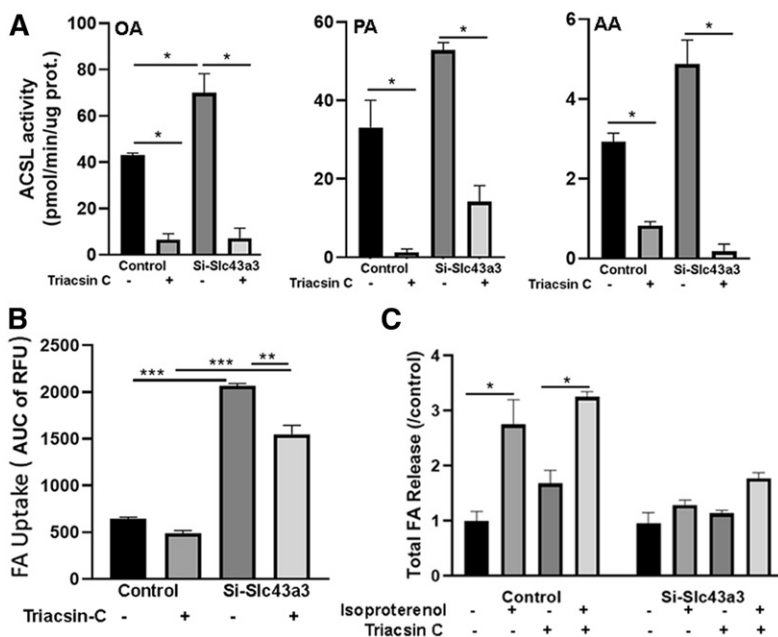 A
OA
PA
AA
ACSL activity
(pmol/min/ug prot.)
100
80
60
40
20
0
* * *
60
40
20
0
* *
6
4
2
0
* *
Control Si-Slc43a3
Triacsin C - + - +
Control Si-Slc43a3
Triacsin C - + - +
Control Si-Slc43a3
Triacsin C - + - +
B
FA Uptake ( AUC of RFU)
2500
2000
1500
1000
500
0
*** *** **
Control Si-Slc43a3
Triacsin-C - + - +
C
Total FA Release (/control)
4
3
2
1
0
* *
Control Si-Slc43a3
Isoproterenol - + - + - + - +
Triacsin C - - + + - - + +